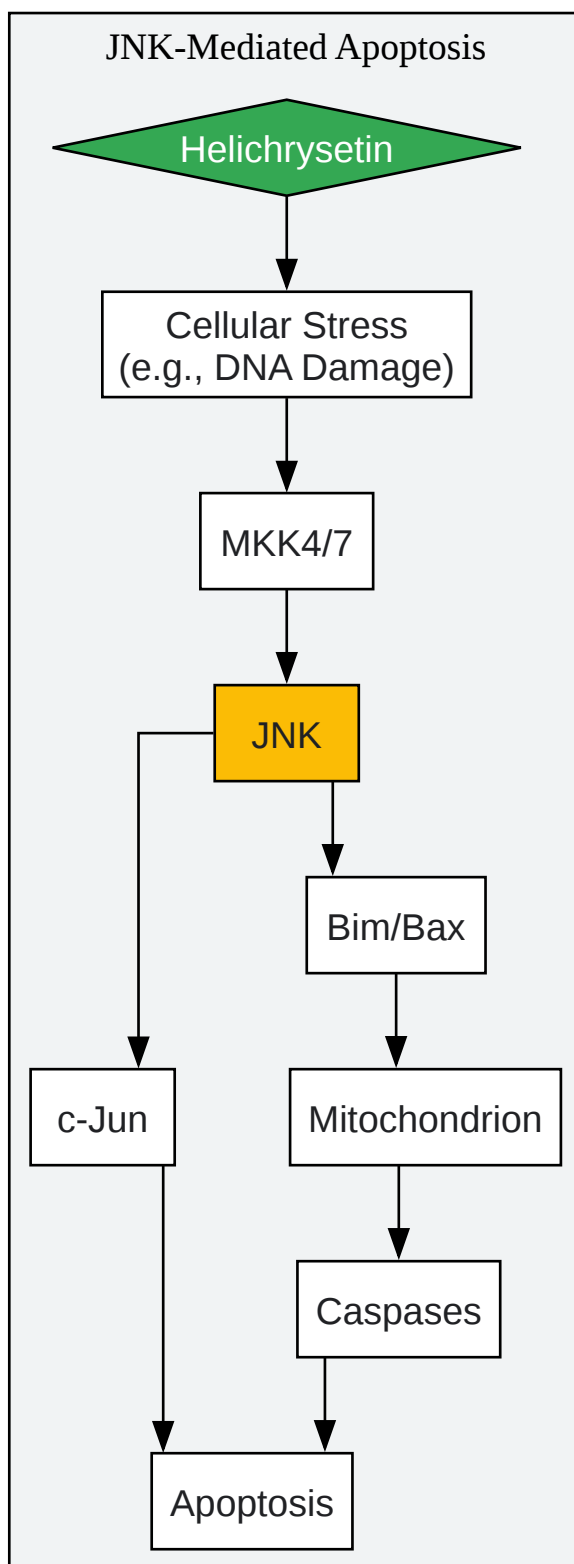 JNK-Mediated Apoptosis
Helichrysetin
Cellular Stress
(e.g., DNA Damage)
MKK4/7
JNK
Bim/Bax
c-Jun
Mitochondrion
Caspases
Apoptosis